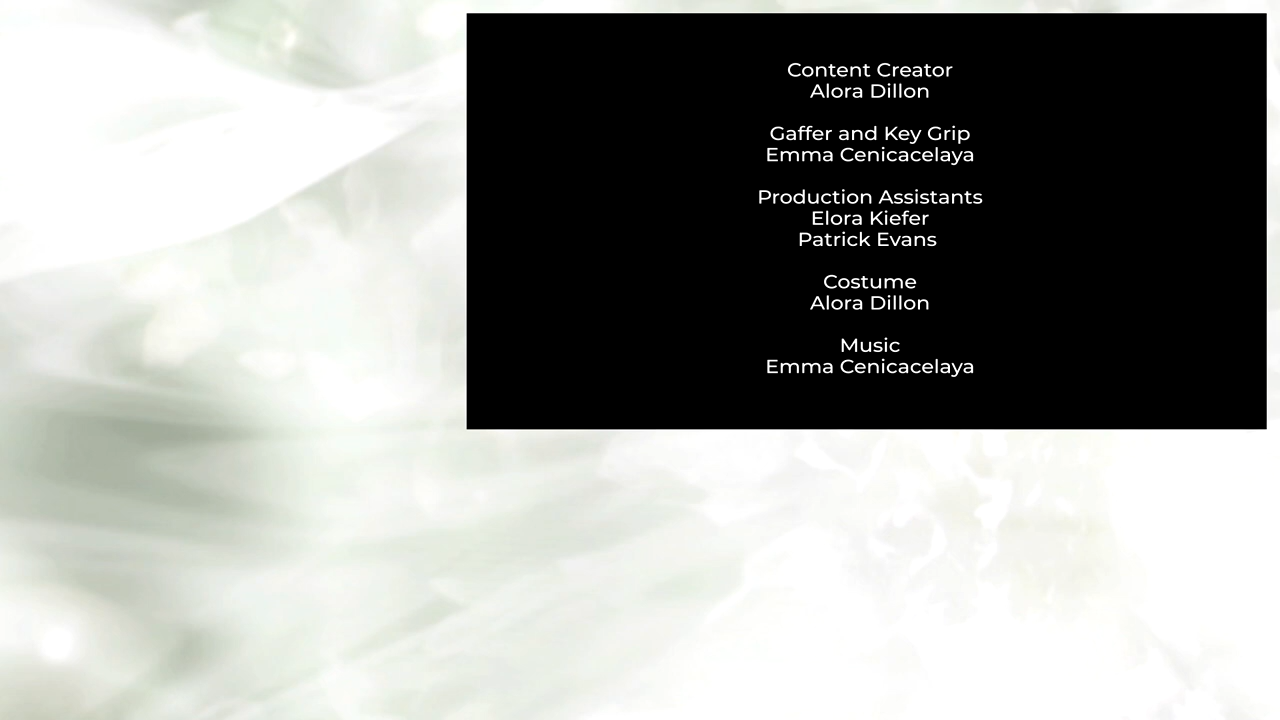 Content Creator
Alora Dillon
Gaffer and Key Grip
Emma Cenicacelaya
Production Assistants
Elora Kiefer
Patrick Evans
Costume
Alora Dillon
Music
Emma Cenicacelaya